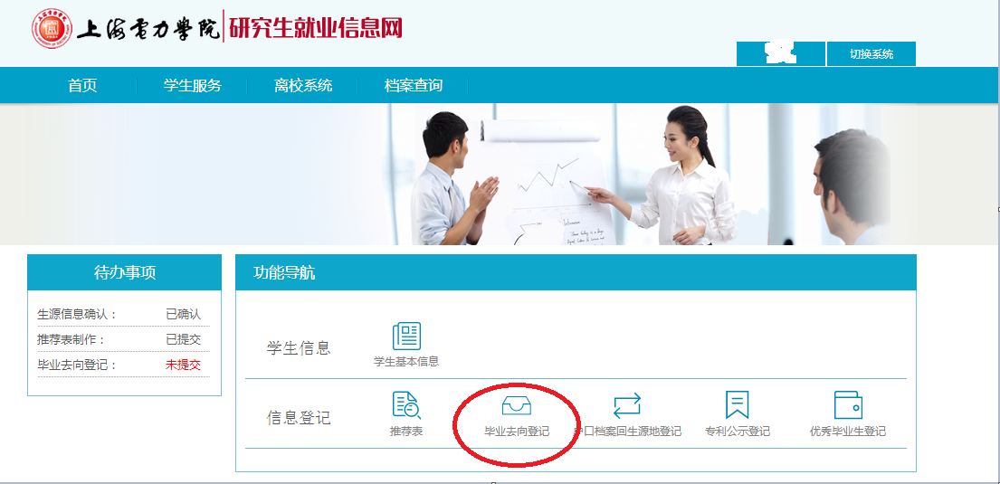 上海电力学院 研究生就业信息网
切换系统
首页 学生服务 离校系统 档案查询
待办事项
生源信息确认: 已确认
推荐表制作: 已提交
毕业去向登记: 未提交
功能导航
学生信息
学生基本信息
信息登记
推荐表 毕业去向登记 户口档案回生源地登记 专利公示登记 优秀毕业生登记